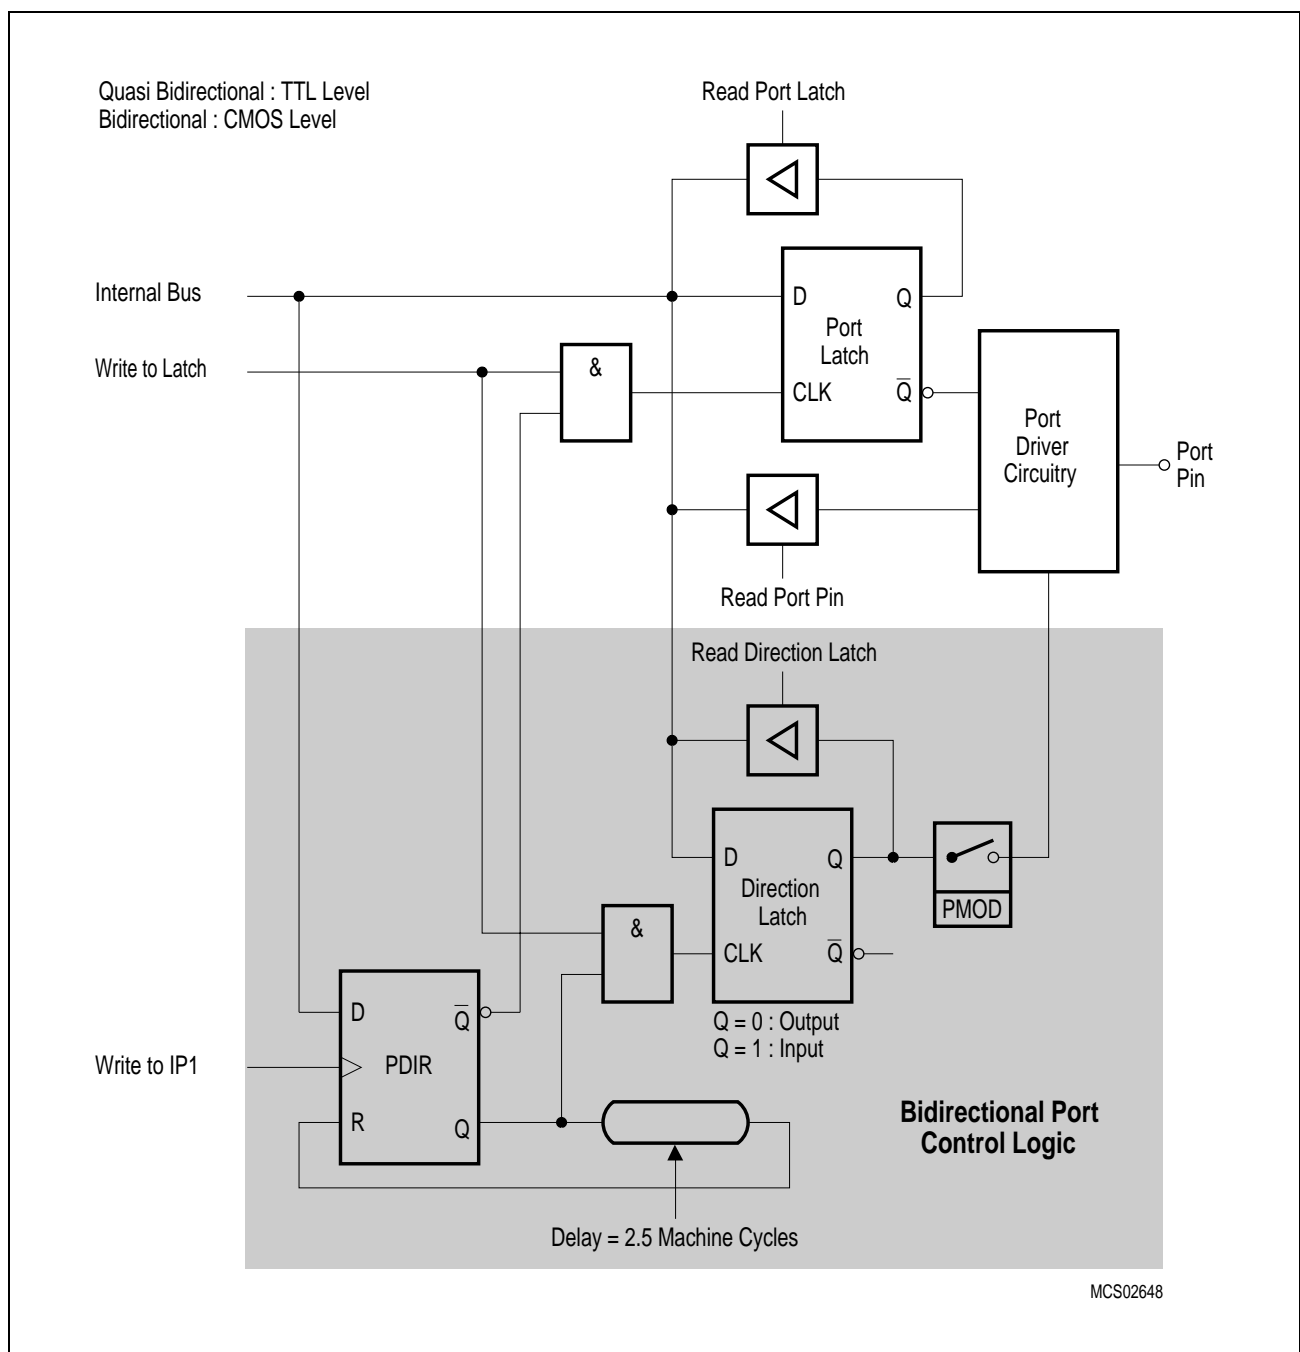 Quasi Bidirectional : TTL Level
Bidirectional : CMOS Level
Read Port Latch
Internal Bus
D
Q
Port
Latch
Write to Latch
&
CLK
Q̅
Port
Driver
Circuitry
Port
Pin
Read Port Pin
Read Direction Latch
D
Q
Direction
Latch
PMOD
&
CLK
Q̅
D
Q̅
Q = 0 : Output
Q = 1 : Input
Write to IP1
PDIR
R
Q
Bidirectional Port
Control Logic
Delay = 2.5 Machine Cycles
MCS02648